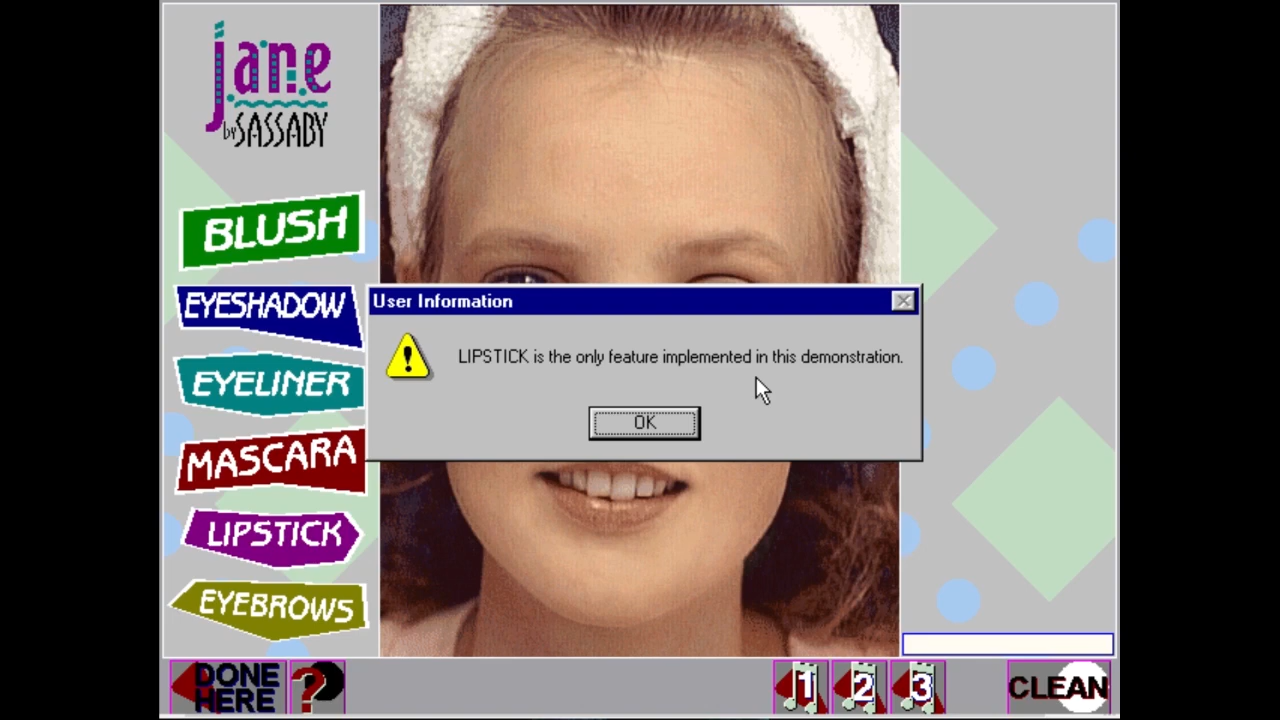 jane
by SASSABY
BLUSH
EYESHADOW
EYELINER
MASCARA
LIPSTICK
EYEBROWS
User Information
LIPSTICK is the only feature implemented in this demonstration.
OK
DONE
HERE
?
1
2
3
CLEAN